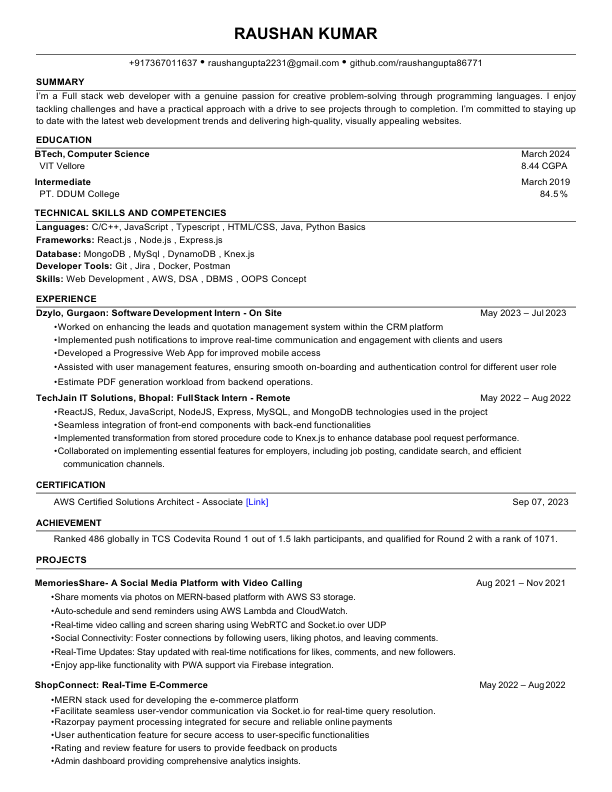 RAUSHAN KUMAR
+917367011637 • raushangupta2231@gmail.com • github.com/raushangupta86771
SUMMARY
I'm a Full stack web developer with a genuine passion for creative problem-solving through programming languages. I enjoy
tackling challenges and have a practical approach with a drive to see projects through to completion. I'm committed to staying up
to date with the latest web development trends and delivering high-quality, visually appealing websites.
EDUCATION
BTech, Computer Science March 2024
VIT Vellore 8.44 CGPA
Intermediate March 2019
PT. DDUM College 84.5 %
TECHNICAL SKILLS AND COMPETENCIES
Languages: C/C++, JavaScript , Typescript , HTML/CSS, Java, Python Basics
Frameworks: React.js , Node.js , Express.js
Database: MongoDB , MySql , DynamoDB , Knex.js
Developer Tools: Git , Jira , Docker, Postman
Skills: Web Development , AWS, DSA , DBMS , OOPS Concept
EXPERIENCE
Dzylo, Gurgaon: Software Development Intern - On Site May 2023 – Jul 2023
•Worked on enhancing the leads and quotation management system within the CRM platform
•Implemented push notifications to improve real-time communication and engagement with clients and users
•Developed a Progressive Web App for improved mobile access
•Assisted with user management features, ensuring smooth on-boarding and authentication control for different user role
•Estimate PDF generation workload from backend operations.
TechJain IT Solutions, Bhopal: FullStack Intern - Remote May 2022 – Aug 2022
•ReactJS, Redux, JavaScript, NodeJS, Express, MySQL, and MongoDB technologies used in the project
•Seamless integration of front-end components with back-end functionalities
•Implemented transformation from stored procedure code to Knex.js to enhance database pool request performance.
•Collaborated on implementing essential features for employers, including job posting, candidate search, and efficient
communication channels.
CERTIFICATION
AWS Certified Solutions Architect - Associate [Link] Sep 07, 2023
ACHIEVEMENT
Ranked 486 globally in TCS Codevita Round 1 out of 1.5 lakh participants, and qualified for Round 2 with a rank of 1071.
PROJECTS
MemoriesShare- A Social Media Platform with Video Calling Aug 2021 – Nov 2021
•Share moments via photos on MERN-based platform with AWS S3 storage.
•Auto-schedule and send reminders using AWS Lambda and CloudWatch.
•Real-time video calling and screen sharing using WebRTC and Socket.io over UDP
•Social Connectivity: Foster connections by following users, liking photos, and leaving comments.
•Real-Time Updates: Stay updated with real-time notifications for likes, comments, and new followers.
•Enjoy app-like functionality with PWA support via Firebase integration.
ShopConnect: Real-Time E-Commerce May 2022 – Aug 2022
•MERN stack used for developing the e-commerce platform
•Facilitate seamless user-vendor communication via Socket.io for real-time query resolution.
•Razorpay payment processing integrated for secure and reliable online payments
•User authentication feature for secure access to user-specific functionalities
•Rating and review feature for users to provide feedback on products
•Admin dashboard providing comprehensive analytics insights.